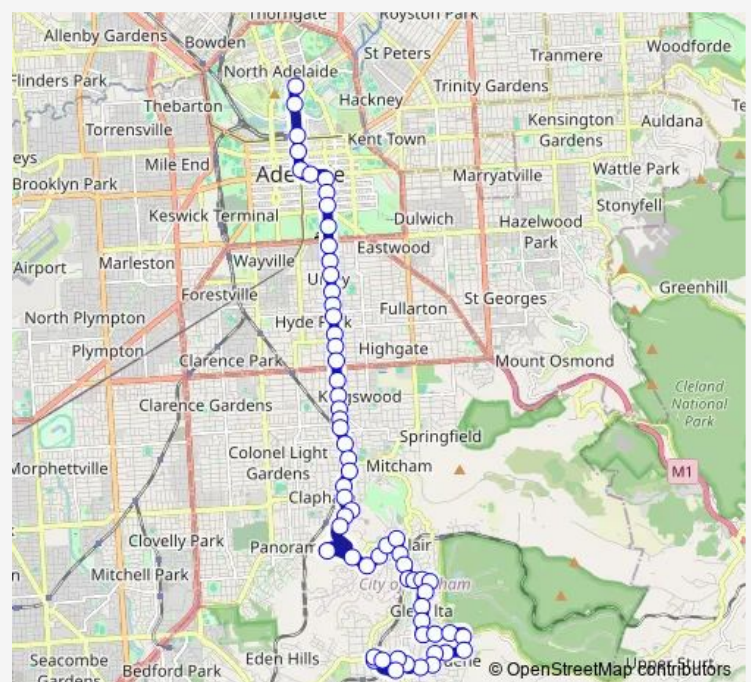 Thorngate
Royston Park
Allenby Gardens
Bowden
St Peters
Woodforde
Tranmere
Flinders Park
North Adelaide
Trinity Gardens
Thebarton
Hackney
Torrensville
Kensington
Gardens
Auldana
Kent Town
Mile End
Wattle Park
Brooklyn Park
Marryatville
Stonyfell
Keswick Terminal
Dulwich
Hazelwood
Park
Eastwood
Airport
Marleston
Wayville
Greenhill
Forestville
St Georges
Fullarton
North Plympton
Hyde
Highgate
Plympton
Clarence Park
Mount Osmond
Cleland
National
Park
Clarence Gardens
Springfield
Colonel Light
Gardens
Morphettville
Mitcham
M1
Clovelly Park
Mitchell Park
City o
Eden Hills
Seacombe
Gardens
Bedford Park
© OpenStreetMap contributors